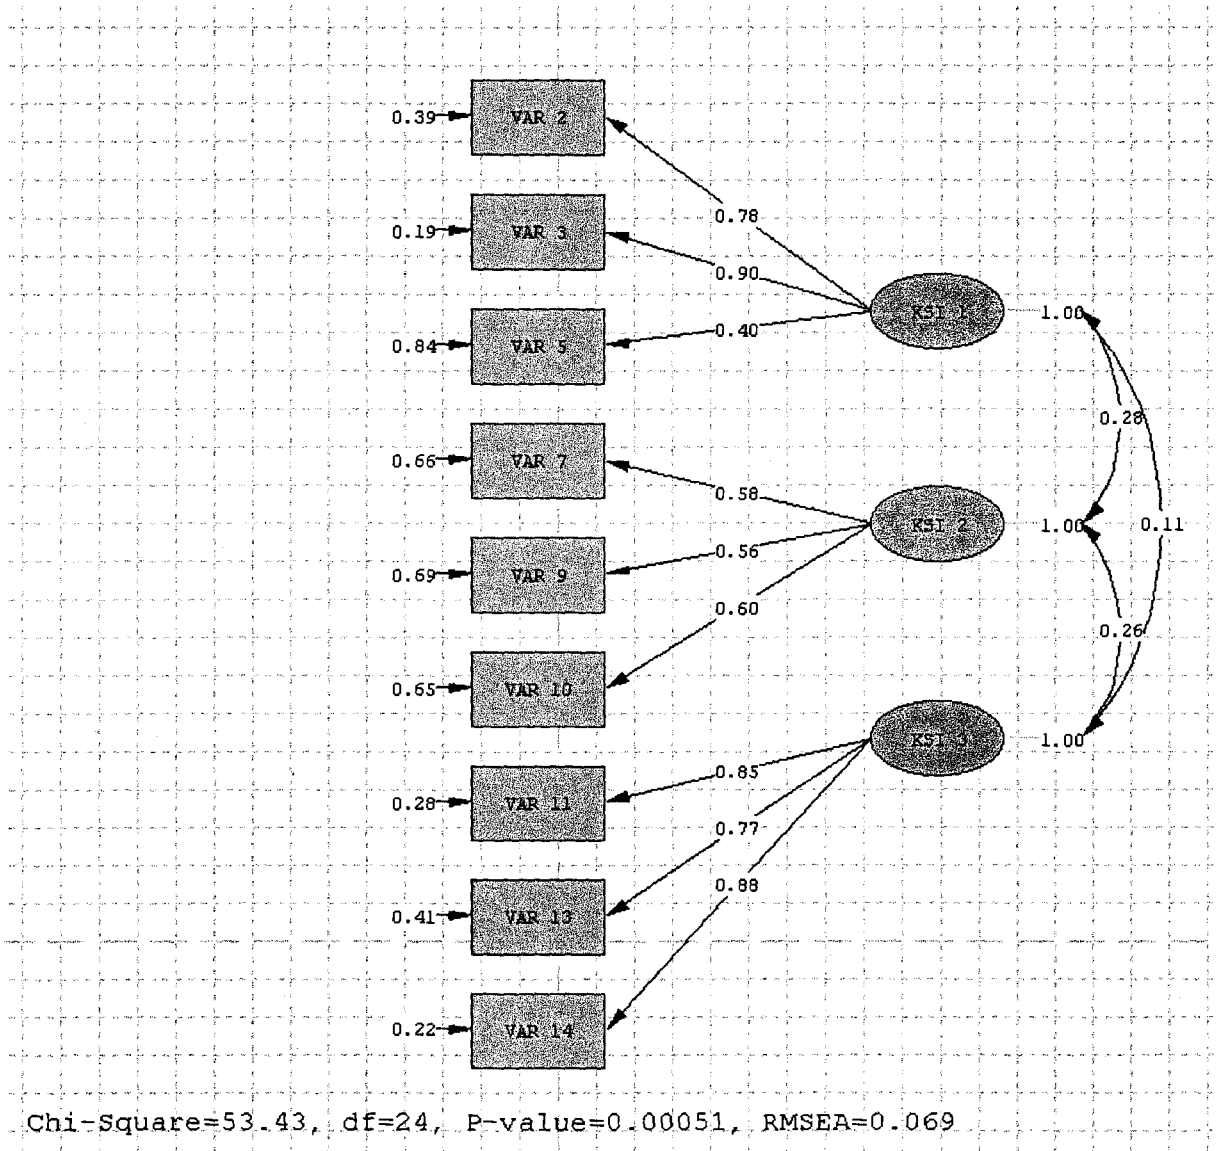 0.39 VAR 2
0.78
0.19 VAR 3
0.90
KSI 1 1.00
0.40
0.84 VAR 5
0.28
0.66 VAR 7
0.58
KSI 2 1.00 0.11
0.56
0.69 VAR 9
0.60
0.26
0.65 VAR 10
KSI 3 1.00
0.85
0.28 VAR 11
0.77
0.88
0.41 VAR 13
0.22 VAR 14
Chi-Square=53.43, df=24, P-value=0.00051, RMSEA=0.069